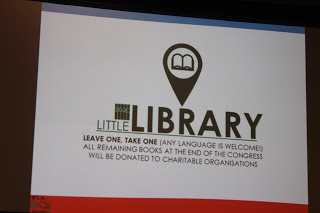 LITTLE LIBRARY
LEAVE ONE, TAKE ONE (ANY LANGUAGE IS WELCOME!)
ALL REMAINING BOOKS AT THE END OF THE CONGRESS
WILL BE DONATED TO CHARITABLE ORGANISATIONS